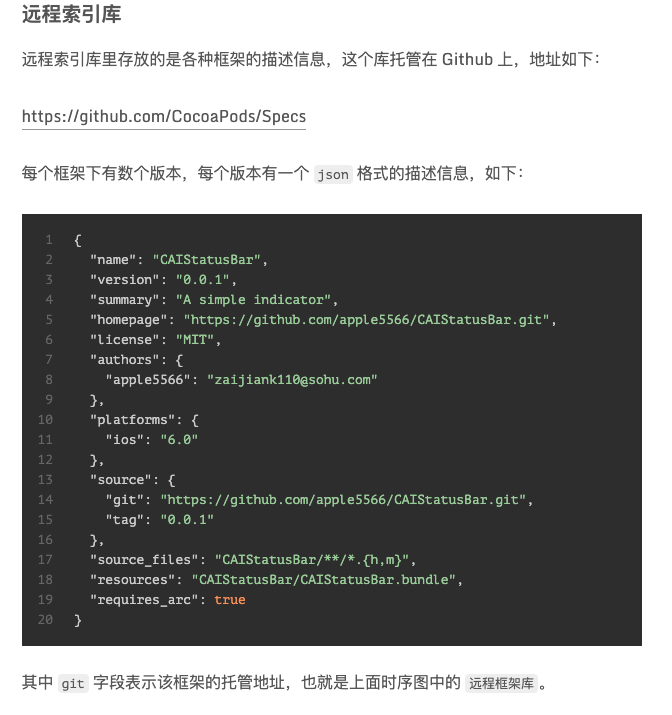 远程索引库
远程索引库里存放的是各种框架的描述信息，这个库托管在 Github 上，地址如下：
https://github.com/CocoaPods/Specs
每个框架下有数个版本，每个版本有一个 json 格式的描述信息，如下：
1 {
2 "name": "CAIStatusBar",
3 "version": "0.0.1",
4 "summary": "A simple indicator",
5 "homepage": "https://github.com/apple5566/CAIStatusBar.git",
6 "license": "MIT",
7 "authors": {
8 "apple5566": "zaijiank110@sohu.com"
9 },
10 "platforms": {
11 "ios": "6.0"
12 },
13 "source": {
14 "git": "https://github.com/apple5566/CAIStatusBar.git",
15 "tag": "0.0.1"
16 },
17 "source_files": "CAIStatusBar/**/*.{h,m}",
18 "resources": "CAIStatusBar/CAIStatusBar.bundle",
19 "requires_arc": true
20 }
其中 git 字段表示该框架的托管地址，也就是上面时序图中的 远程框架库 。